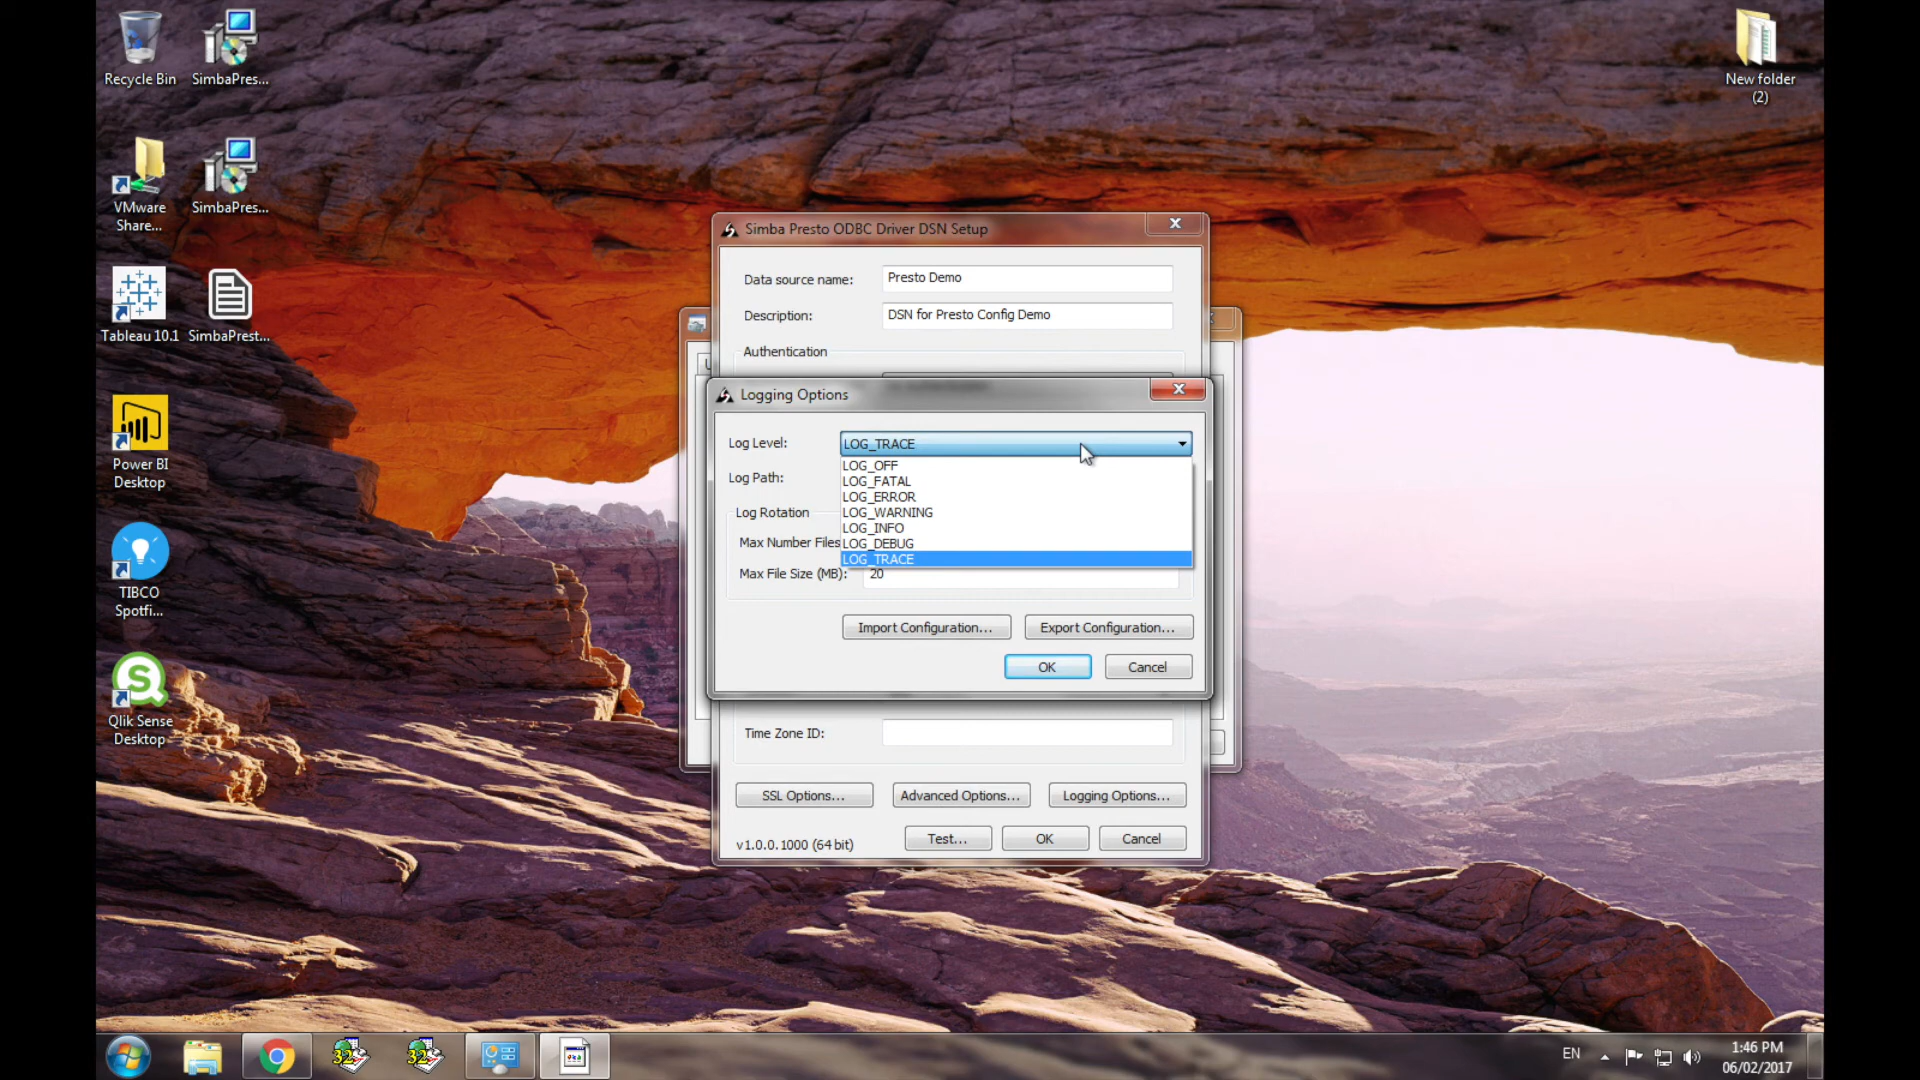 Recycle Bin
SimbaPres...
New folder
(2)
VMware
Share...
SimbaPres...
Tableau 10.1
SimbaPrest...
Power BI
Desktop
TIBCO
Spotfi...
Qlik Sense
Desktop
Simba Presto ODBC Driver DSN Setup
Data source name:
Presto Demo
Description:
DSN for Presto Config Demo
Authentication
Logging Options
Log Level:
LOG_TRACE
LOG_OFF
LOG_FATAL
LOG_ERROR
LOG_WARNING
LOG_INFO
LOG_DEBUG
LOG_TRACE
Log Path:
Log Rotation
Max Number Files
Max File Size (MB):
20
Import Configuration...
Export Configuration...
OK
Cancel
Time Zone ID:
SSL Options...
Advanced Options...
Logging Options...
v1.0.0.1000 (64 bit)
Test...
OK
Cancel
EN
1:46 PM
06/02/2017